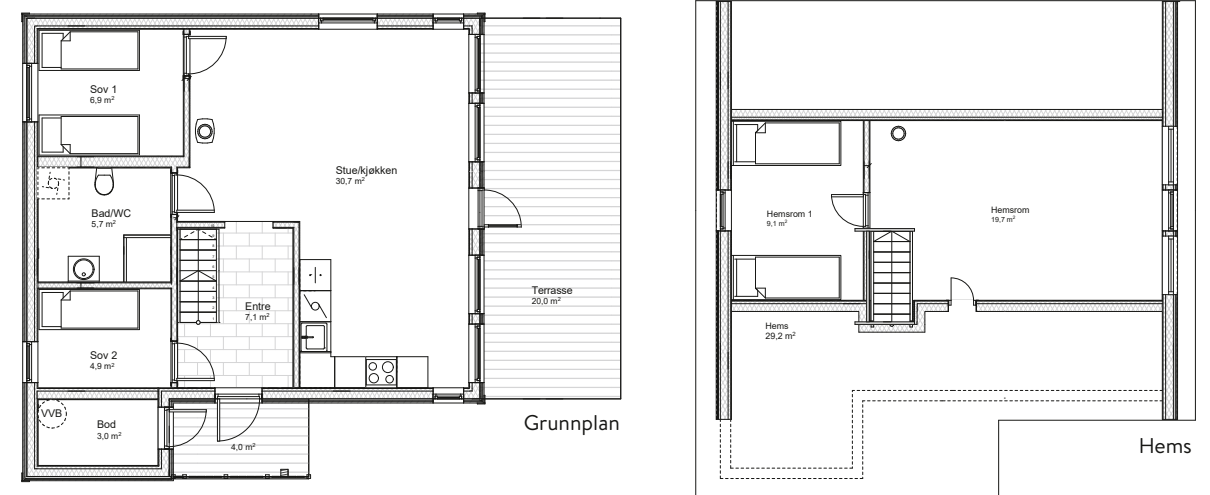 Sov 1
6,9 m²
Bad/WC
5,7 m²
Sov 2
4,9 m²
VVB
Bod
3,0 m²
Entre
7,1 m²
4,0 m²
Stue/kjøkken
30,7 m²
Terrasse
20,0 m²
Grunnplan
Hemsrom 1
9,1 m²
Hemsrom
19,7 m²
Hems
29,2 m²
Hems